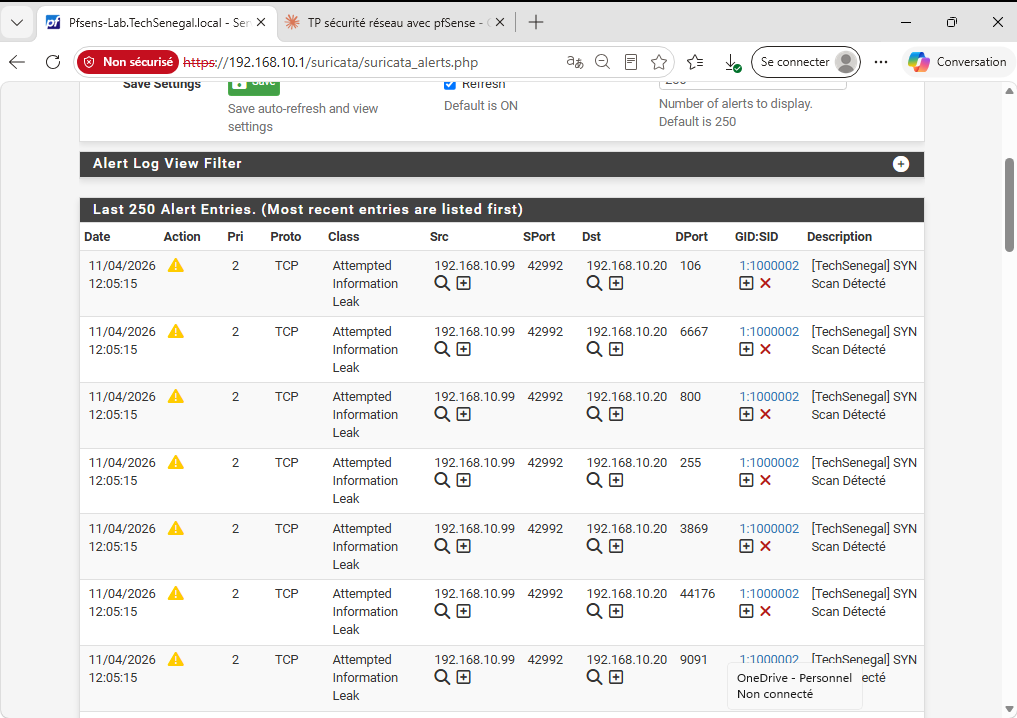 Pfsens-Lab.TechSenegal.local - Ser
TP sécurité réseau avec pfSense -
Non sécurisé https://192.168.10.1/suricata/suricata_alerts.php
Se connecter
Conversation
Save Settings
Save
Refresh
250
Save auto-refresh and view
settings
Default is ON
Number of alerts to display.
Default is 250
Alert Log View Filter
Last 250 Alert Entries. (Most recent entries are listed first)
Date Action Pri Proto Class Src SPort Dst DPort GID:SID Description
11/04/2026 2 TCP Attempted 192.168.10.99 42992 192.168.10.20 106 1:1000002 [TechSenegal] SYN
12:05:15 Information Scan Détecté
Leak
11/04/2026 2 TCP Attempted 192.168.10.99 42992 192.168.10.20 6667 1:1000002 [TechSenegal] SYN
12:05:15 Information Scan Détecté
Leak
11/04/2026 2 TCP Attempted 192.168.10.99 42992 192.168.10.20 800 1:1000002 [TechSenegal] SYN
12:05:15 Information Scan Détecté
Leak
11/04/2026 2 TCP Attempted 192.168.10.99 42992 192.168.10.20 255 1:1000002 [TechSenegal] SYN
12:05:15 Information Scan Détecté
Leak
11/04/2026 2 TCP Attempted 192.168.10.99 42992 192.168.10.20 3869 1:1000002 [TechSenegal] SYN
12:05:15 Information Scan Détecté
Leak
11/04/2026 2 TCP Attempted 192.168.10.99 42992 192.168.10.20 44176 1:1000002 [TechSenegal] SYN
12:05:15 Information Scan Détecté
Leak
11/04/2026 2 TCP Attempted 192.168.10.99 42992 192.168.10.20 9091 1:1000002 [TechSenegal] SYN
12:05:15 Information ecté
Leak
OneDrive - Personnel
Non connecté